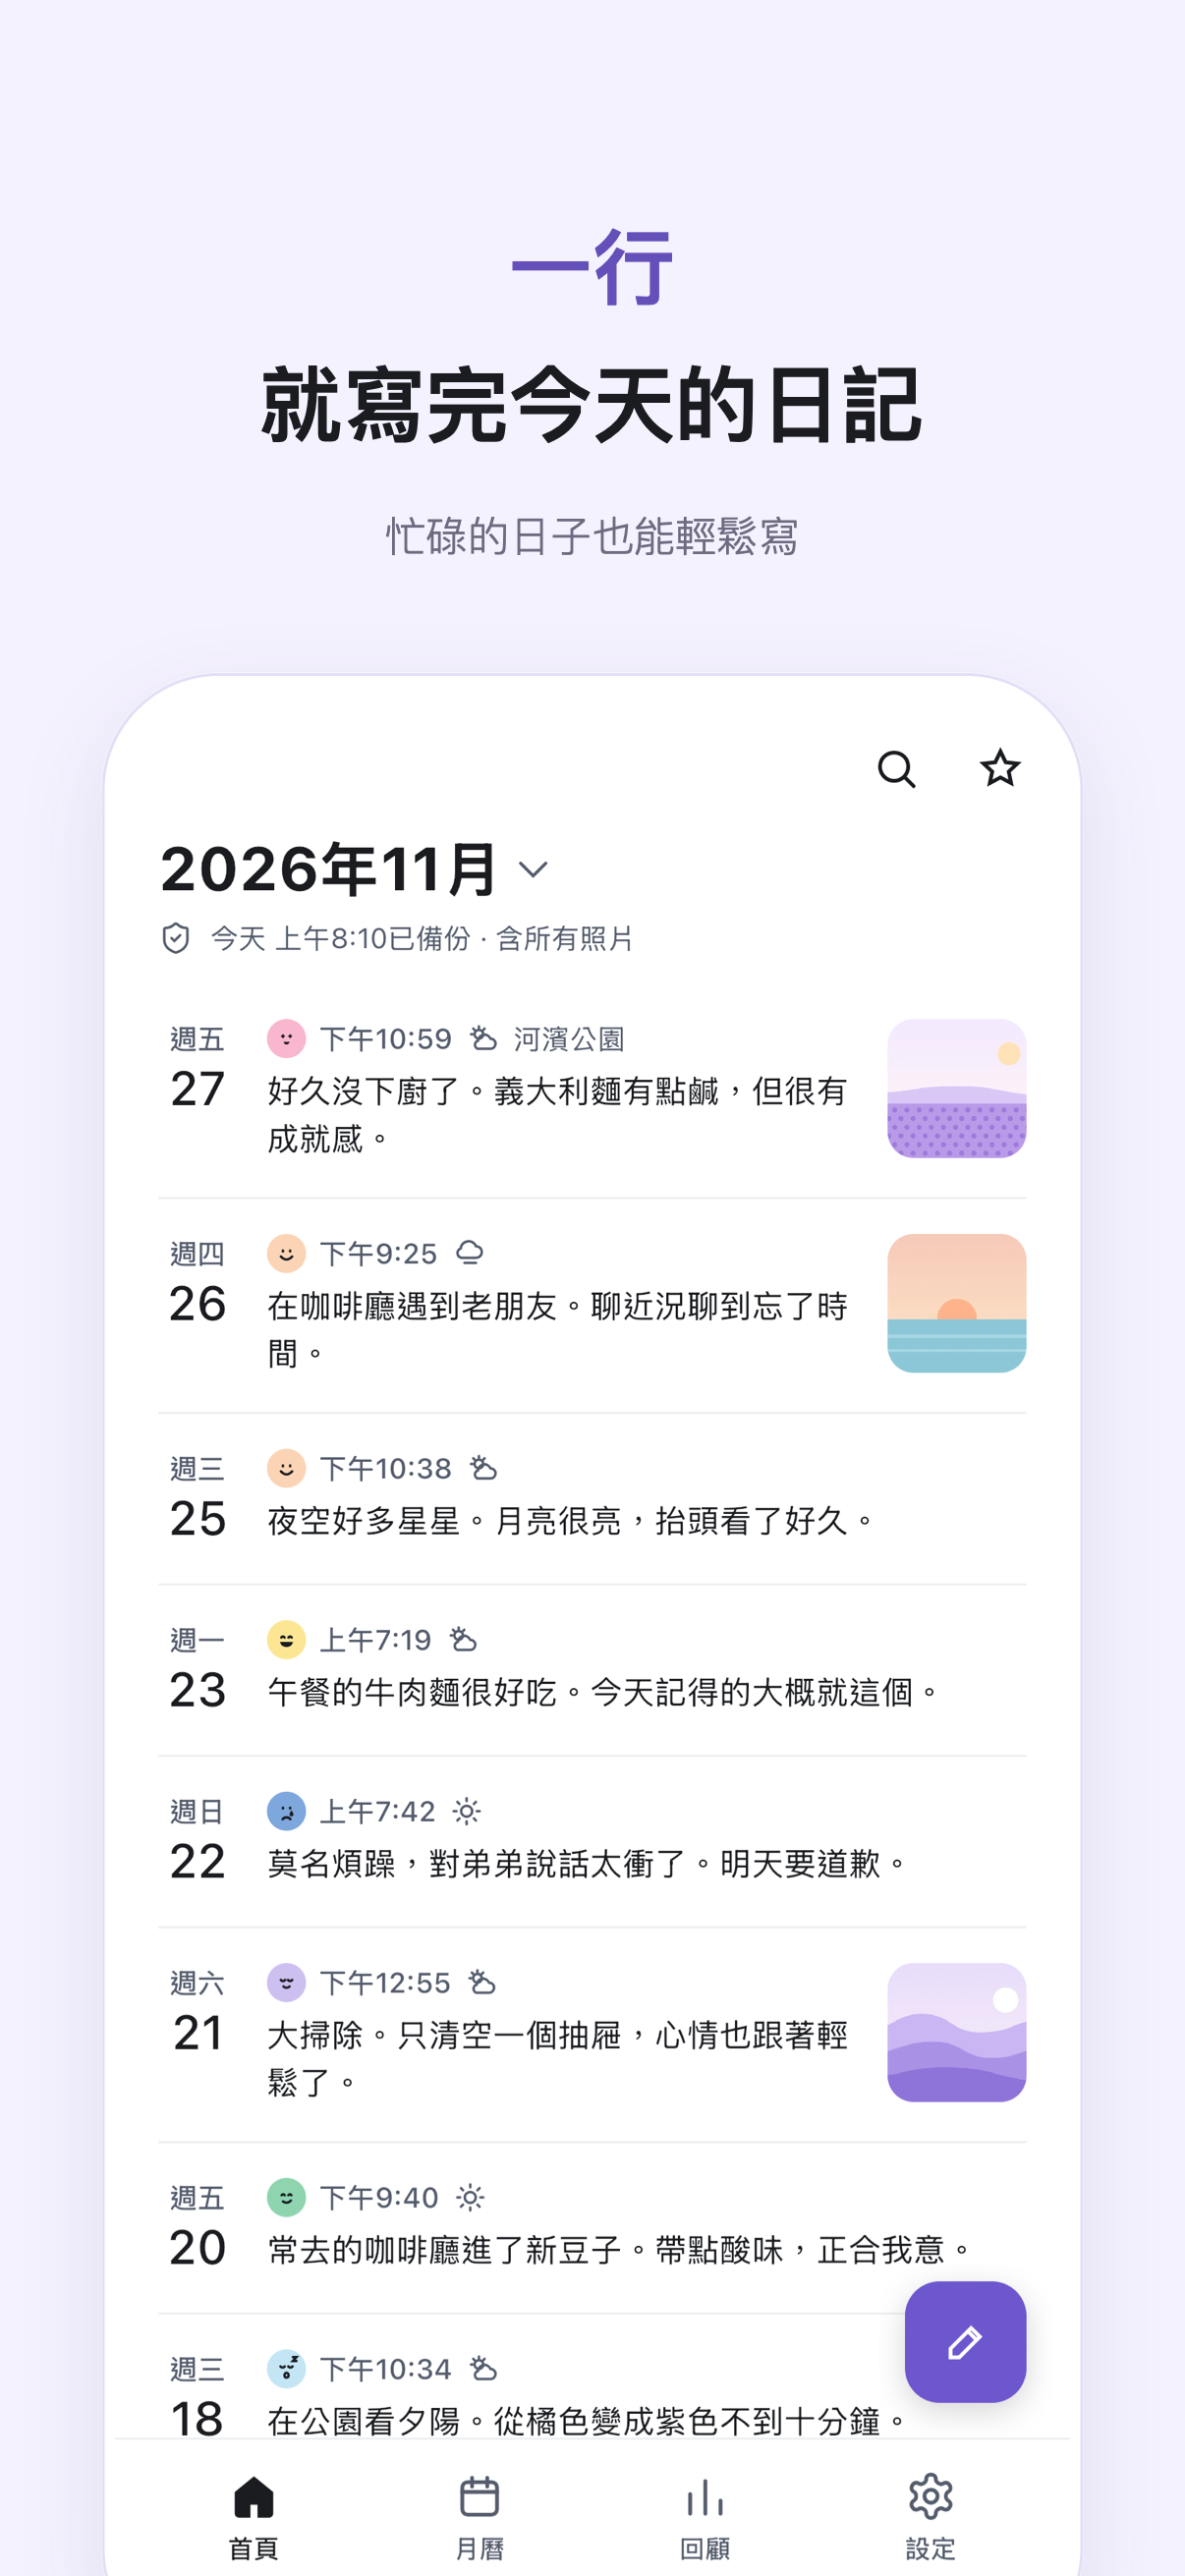 一行
就寫完今天的日記
忙碌的日子也能輕鬆寫
2026年11月
今天 上午8:10已備份 · 含所有照片
週五
27
下午10:59 河濱公園
好久沒下廚了。義大利麵有點鹹，但很有
成就感。
週四
26
下午9:25
在咖啡廳遇到老朋友。聊近況聊到忘了時
間。
週三
25
下午10:38
夜空好多星星。月亮很亮，抬頭看了好久。
週一
23
上午7:19
午餐的牛肉麵很好吃。今天記得的大概就這個。
週日
22
上午7:42
莫名煩躁，對弟弟說話太衝了。明天要道歉。
週六
21
下午12:55
大掃除。只清空一個抽屜，心情也跟著輕
鬆了。
週五
20
下午9:40
常去的咖啡廳進了新豆子。帶點酸味，正合我意。
週三
18
下午10:34
在公園看夕陽。從橘色變成紫色不到十分鐘。
首頁
月曆
回顧
設定